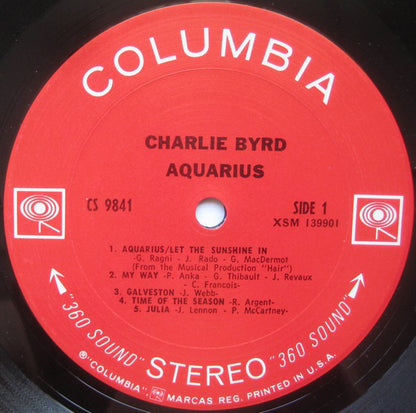 COLUMBIA
CHARLIE BYRD
AQUARIUS
CS 9841
SIDE 1
XSM 139901
1. AQUARIUS/LET THE SUNSHINE IN
-G. Ragni - J. Rado - G. MacDermot
(From the Musical Production "Hair")
2. MY WAY -P. Anka - G. Thibault - J. Revaux
- C. Francois-
3. GALVESTON -J. Webb-
4. TIME OF THE SEASON -R. Argent-
5. JULIA -J. Lennon - P. McCartney-
"360 SOUND" STEREO "360 SOUND"
® "COLUMBIA" MARCAS REG. PRINTED IN U.S.A.